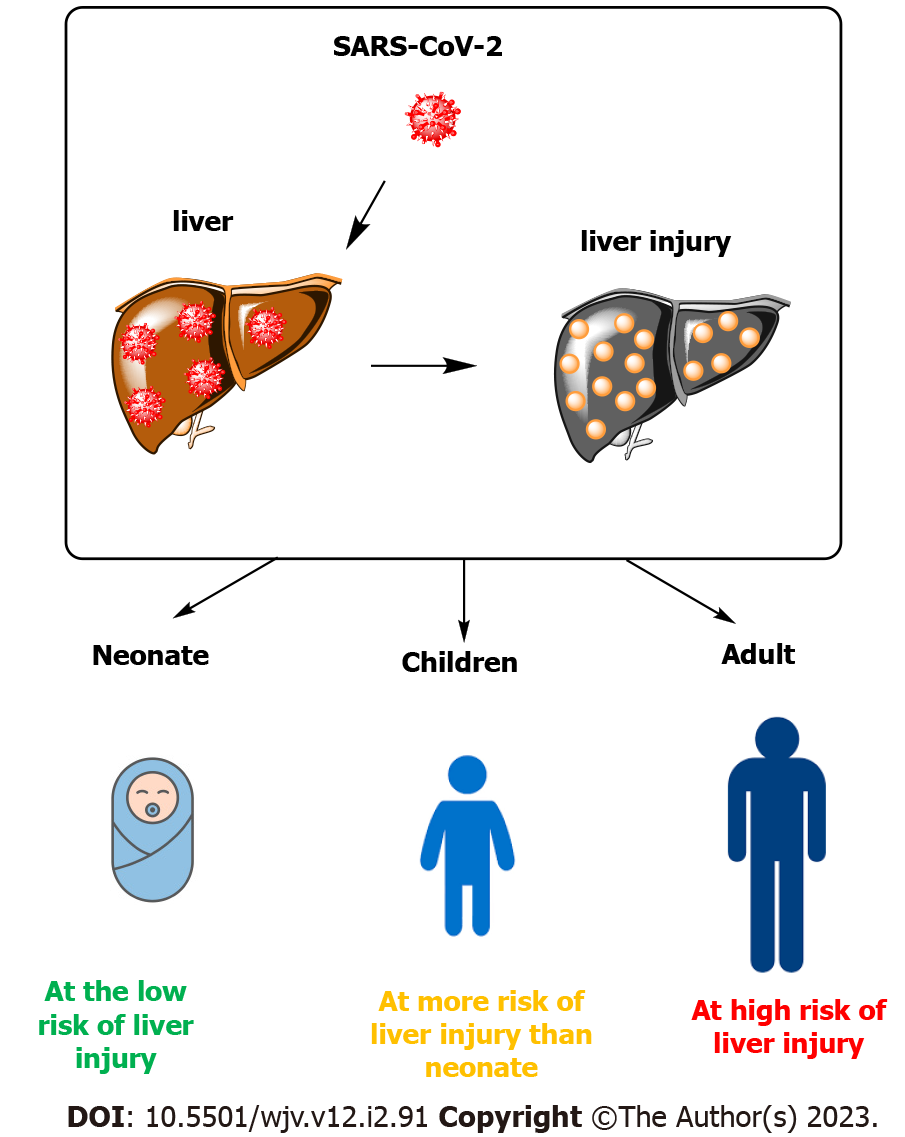 SARS-CoV-2
liver
liver injury
Neonate
Children
Adult
At the low
risk of liver
injury
At more risk of
liver injury than
neonate
At high risk of
liver injury
DOI: 10.5501/wjv.v12.i2.91 Copyright ©The Author(s) 2023.